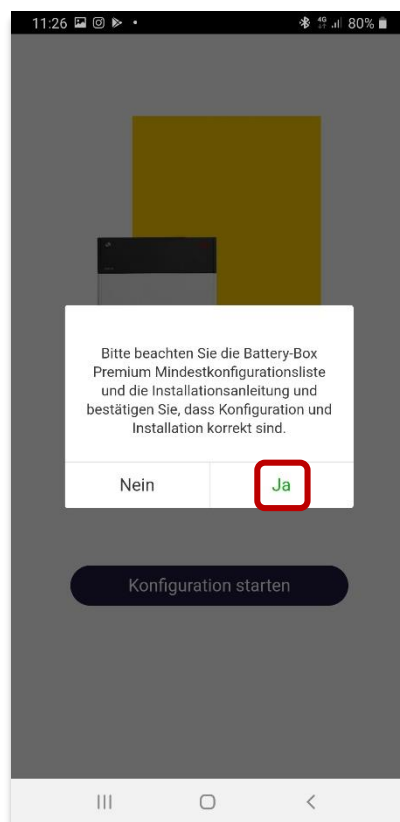 11:26 4G 80%
Bitte beachten Sie die Battery-Box
Premium Mindestkonfigurationsliste
und die Installationsanleitung und
bestätigen Sie, dass Konfiguration und
Installation korrekt sind.
Nein Ja
Konfiguration starten